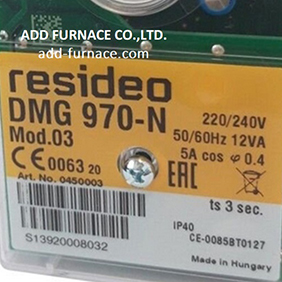 ADD FURNACE CO.,LTD.
add-furnace.com
resideo
DMG 970-N
Mod.03
220/240V
50/60Hz 12VA
5A cos φ 0.4
CE 0063 20
EAC
Art. No. 0450003
ts 3 sec.
IP40
CE-0085BT0127
S13920008032
Made in Hungary